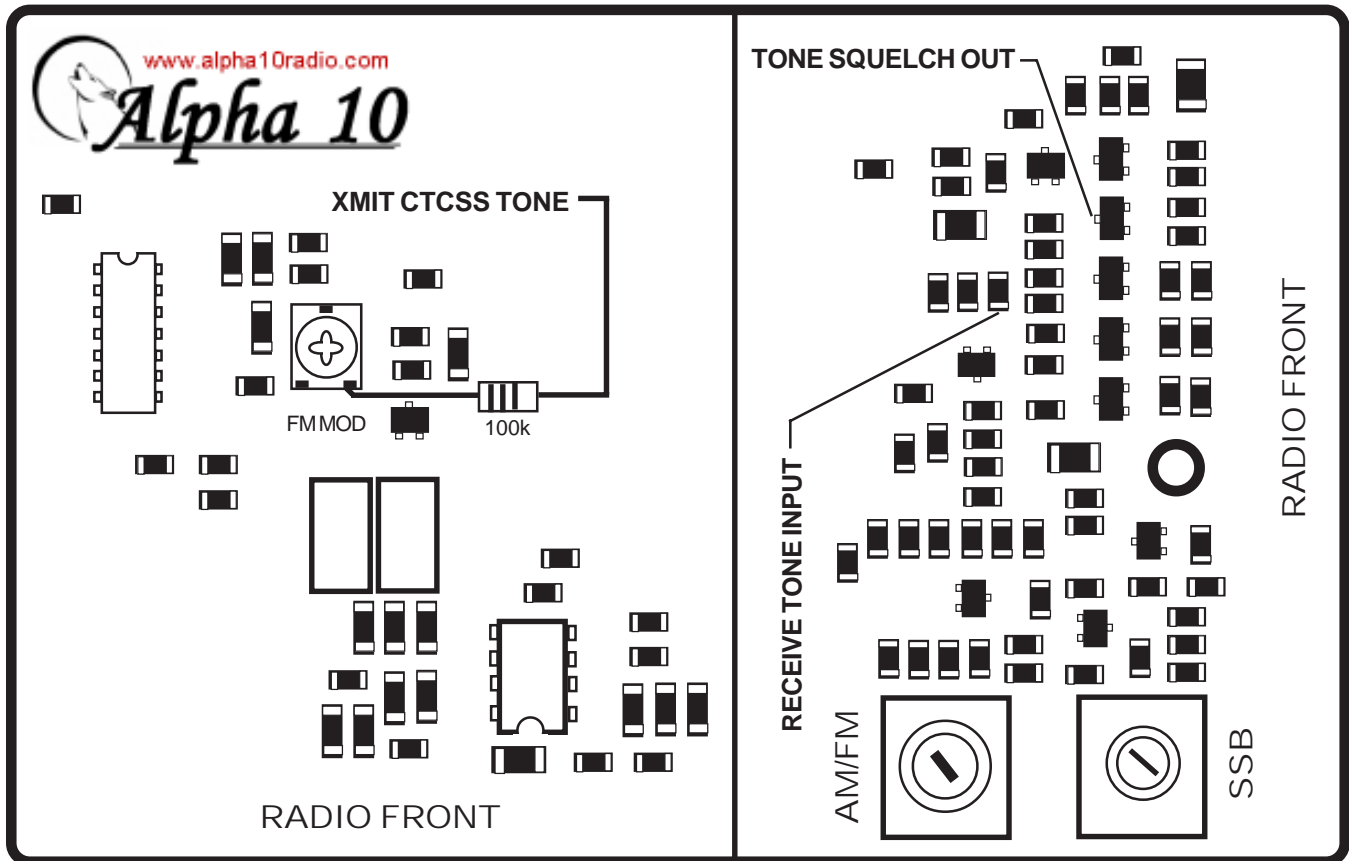 www.alpha10radio.com
Alpha 10
XMIT CTCSS TONE
FM MOD
100k
RADIO FRONT
TONE SQUELCH OUT
RECEIVE TONE INPUT
RADIO FRONT
AM/FM
SSB